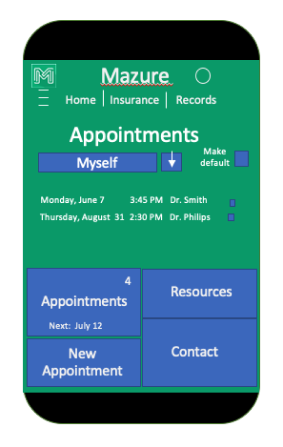 M
Mazure
Home | Insurance | Records
Appointments
Myself
Make
default
Monday, June 7 3:45 PM Dr. Smith
Thursday, August 31 2:30 PM Dr. Philips
4
Appointments
Next: July 12
Resources
New
Appointment
Contact